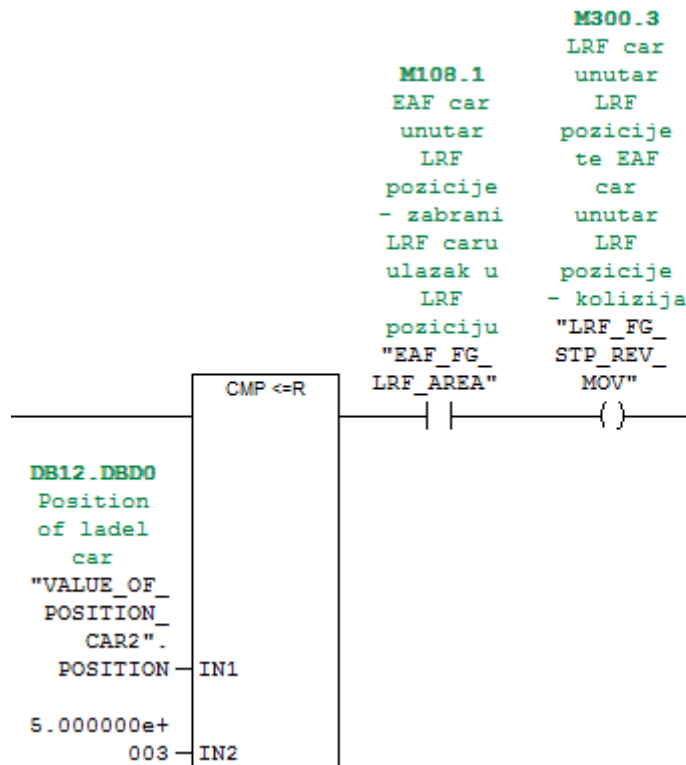 M300.3
LRF car
unutar
LRF
pozicije
te EAF
car
unutar
LRF
pozicije
- kolizija
"LRF_FG_
STP_REV_
MOV"
M108.1
EAF car
unutar
LRF
pozicije
- zabrani
LRF caru
ulazak u
LRF
poziciju
"EAF_FG_
LRF_AREA"
CMP <=R
DB12.DBD0
Position
of ladel
car
"VALUE_OF_
POSITION_
CAR2".
POSITION
IN1
5.000000e+
003
IN2